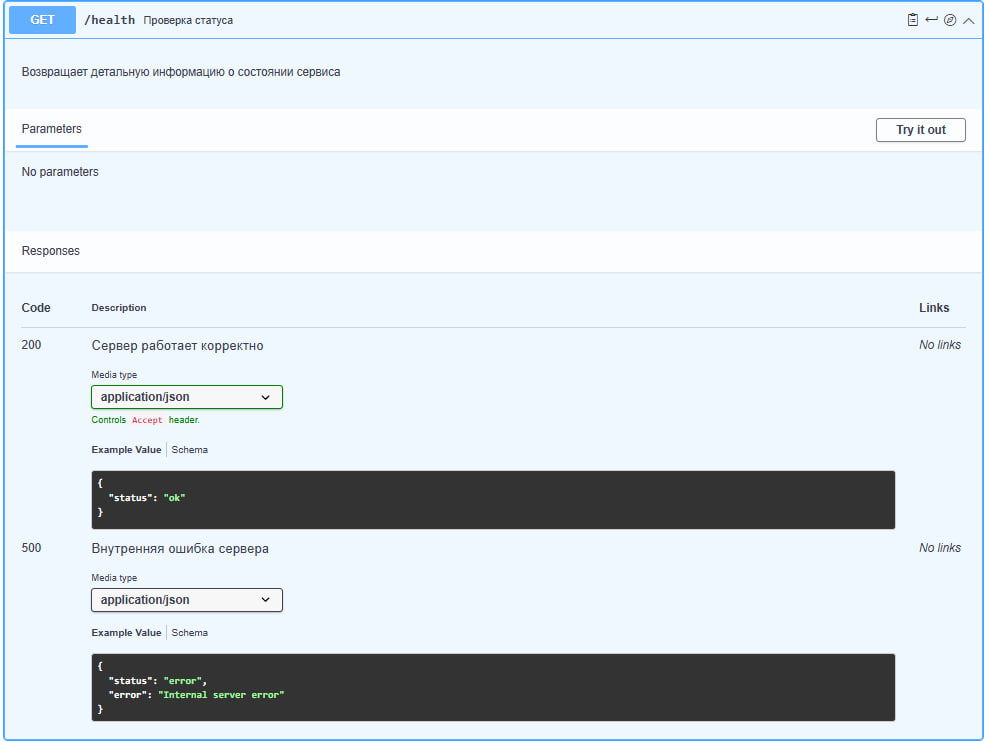 GET /health Проверка статуса
Возвращает детальную информацию о состоянии сервиса
Parameters Try it out
No parameters
Responses
Code Description Links
200 Сервер работает корректно No links
Media type
application/json
Controls Accept header.
Example Value Schema
{
"status": "ok"
}
500 Внутренняя ошибка сервера No links
Media type
application/json
Example Value Schema
{
"status": "error",
"error": "Internal server error"
}